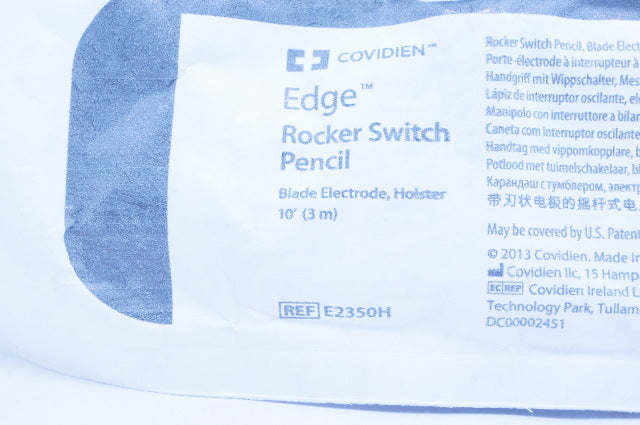 COVIDIEN™
Edge™
Rocker Switch
Pencil
Blade Electrode, Holster
10' (3 m)
REF E2350H
Rocker Switch Pencil, Blade Elect
Porte-électrode à interrupteur à
Handgriff mit Wippschalter, Mes
Lápiz de interruptor oscilante, ele
Manipolo con interruttore a bilan
Caneta com interruptor oscilante
Handtag med vippomkopplare, b
Potlood met tuimelschakelaar, bl
Карандаш с тумблером, электр
带刃状电极的摇杆式电
May be covered by U.S. Patent
© 2013 Covidien. Made in
Covidien llc, 15 Hamp
EC REP Covidien Ireland L
Technology Park, Tullam
DC00002451